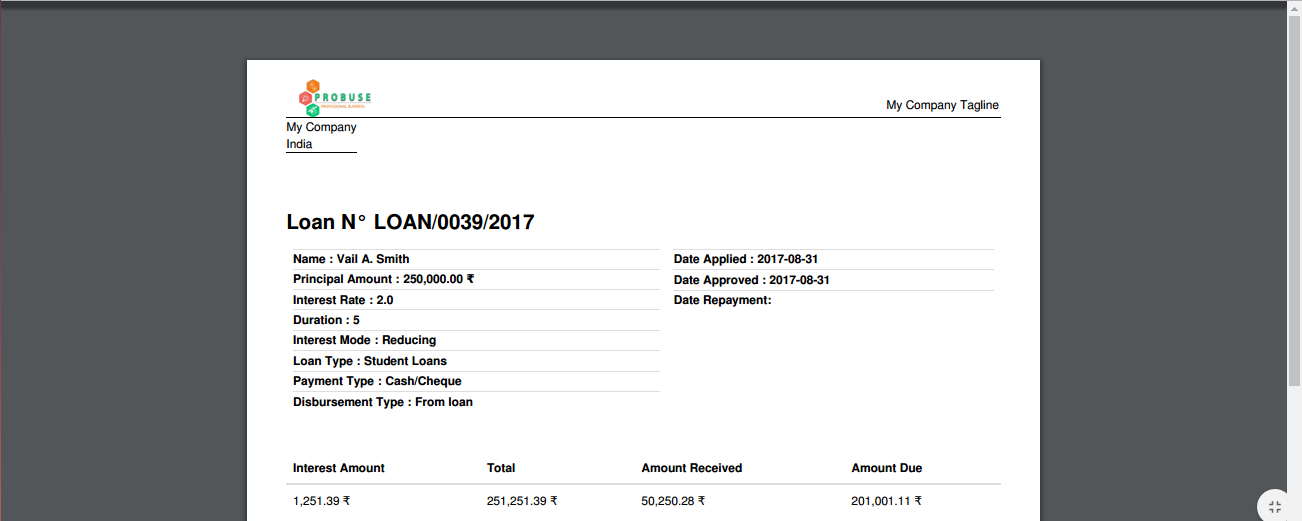 PROBUSE
PROFESSIONAL BUSINESS
My Company Tagline
My Company
India
Loan N° LOAN/0039/2017
Name : Vail A. Smith
Principal Amount : 250,000.00 ₹
Interest Rate : 2.0
Duration : 5
Interest Mode : Reducing
Loan Type : Student Loans
Payment Type : Cash/Cheque
Disbursement Type : From loan
Date Applied : 2017-08-31
Date Approved : 2017-08-31
Date Repayment:
Interest Amount Total Amount Received Amount Due
1,251.39 ₹ 251,251.39 ₹ 50,250.28 ₹ 201,001.11 ₹